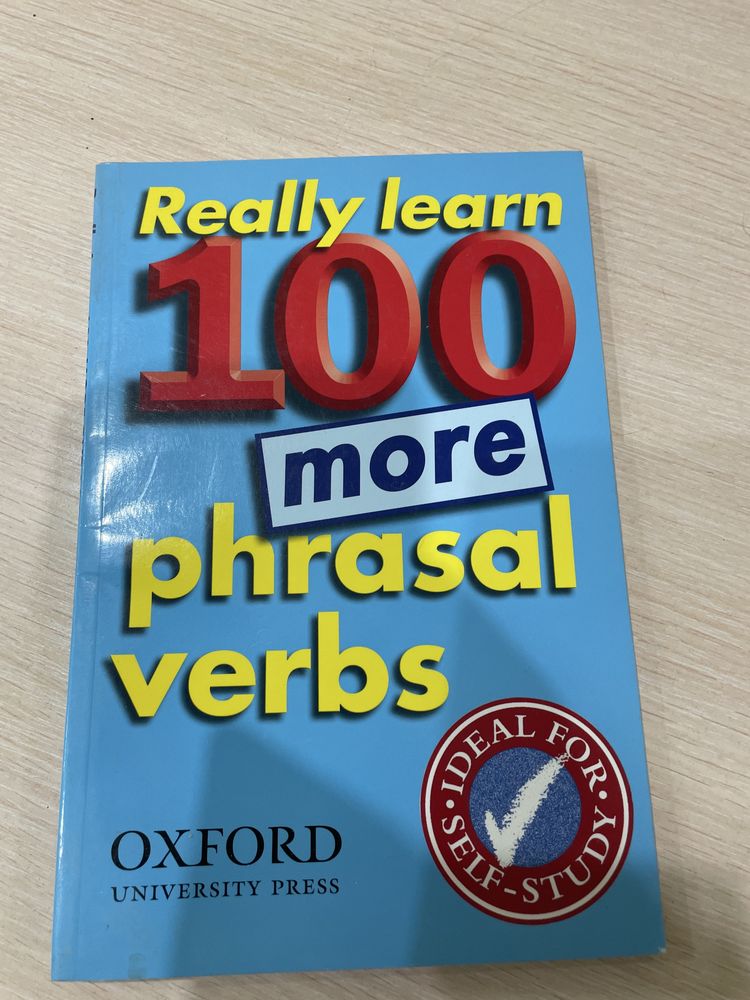 Really learn
100
more
phrasal
verbs
OXFORD
UNIVERSITY PRESS
· IDEAL FOR ·
SELF-STUDY